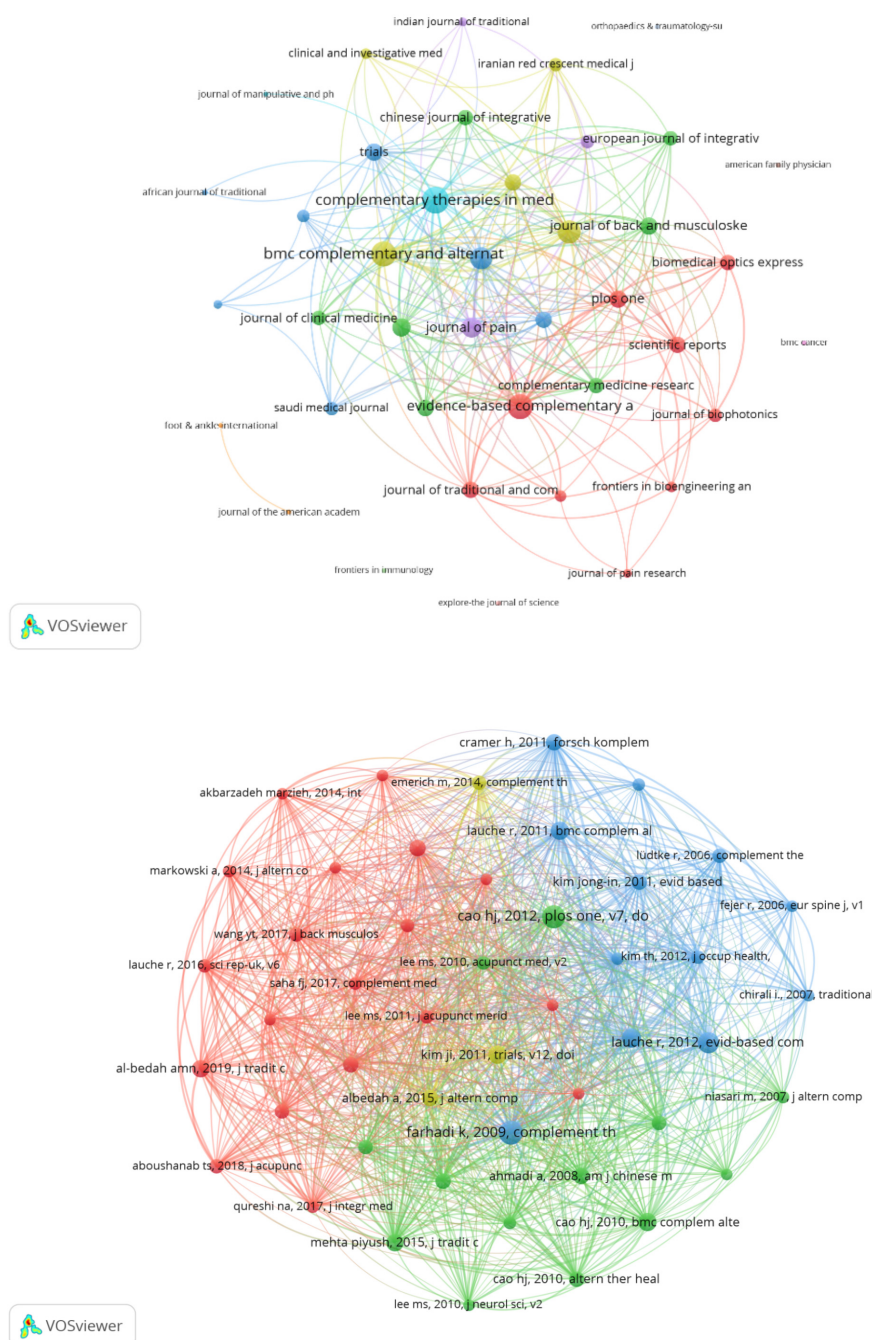 indian journal of traditional
orthopaedics & traumatology-su
clinical and investigative med
iranian red crescent medical j
journal of manipulative and ph
chinese journal of integrative
european journal of integrativ
trials
american family physician
african journal of traditional
complementary therapies in med
journal of back and musculoske
bmc complementary and alternat
biomedical optics express
plos one
journal of clinical medicine
journal of pain
scientific reports
bmc cancer
complementary medicine researc
saudi medical journal
evidence-based complementary a
journal of biophotonics
foot & ankle international
journal of traditional and com
frontiers in bioengineering an
journal of the american academ
frontiers in immunology
journal of pain research
explore-the journal of science
VOSviewer
cramer h, 2011, forsch komplem
emerich m, 2014, complement th
akbarzadeh marzieh, 2014, int
lauche r, 2011, bmc complem al
lüdtke r, 2006, complement the
markowski a, 2014, j altern co
kim jong-in, 2011, evid based
fejer r, 2006, eur spine j, v1
cao hj, 2012, plos one, v7, do
wang yt, 2017, j back musculos
kim th, 2012, j occup health,
lee ms, 2010, acupunct med, v2
lauche r, 2016, sci rep-uk, v6
saha fj, 2017, complement med
chirali i., 2007, traditional
lee ms, 2011, j acupunct merid
lauche r, 2012, evid-based com
kim ji, 2011, trials, v12, doi
al-bedah amn, 2019, j tradit c
niasari m, 2007, j altern comp
albedah a, 2015, j altern comp
farhadi k, 2009, complement th
aboushanab ts, 2018, j acupunc
ahmadi a, 2008, am j chinese m
qureshi na, 2017, j integr med
cao hj, 2010, bmc complem alte
mehta piyush, 2015, j tradit c
cao hj, 2010, altern ther heal
lee ms, 2010, j neurol sci, v2
VOSviewer